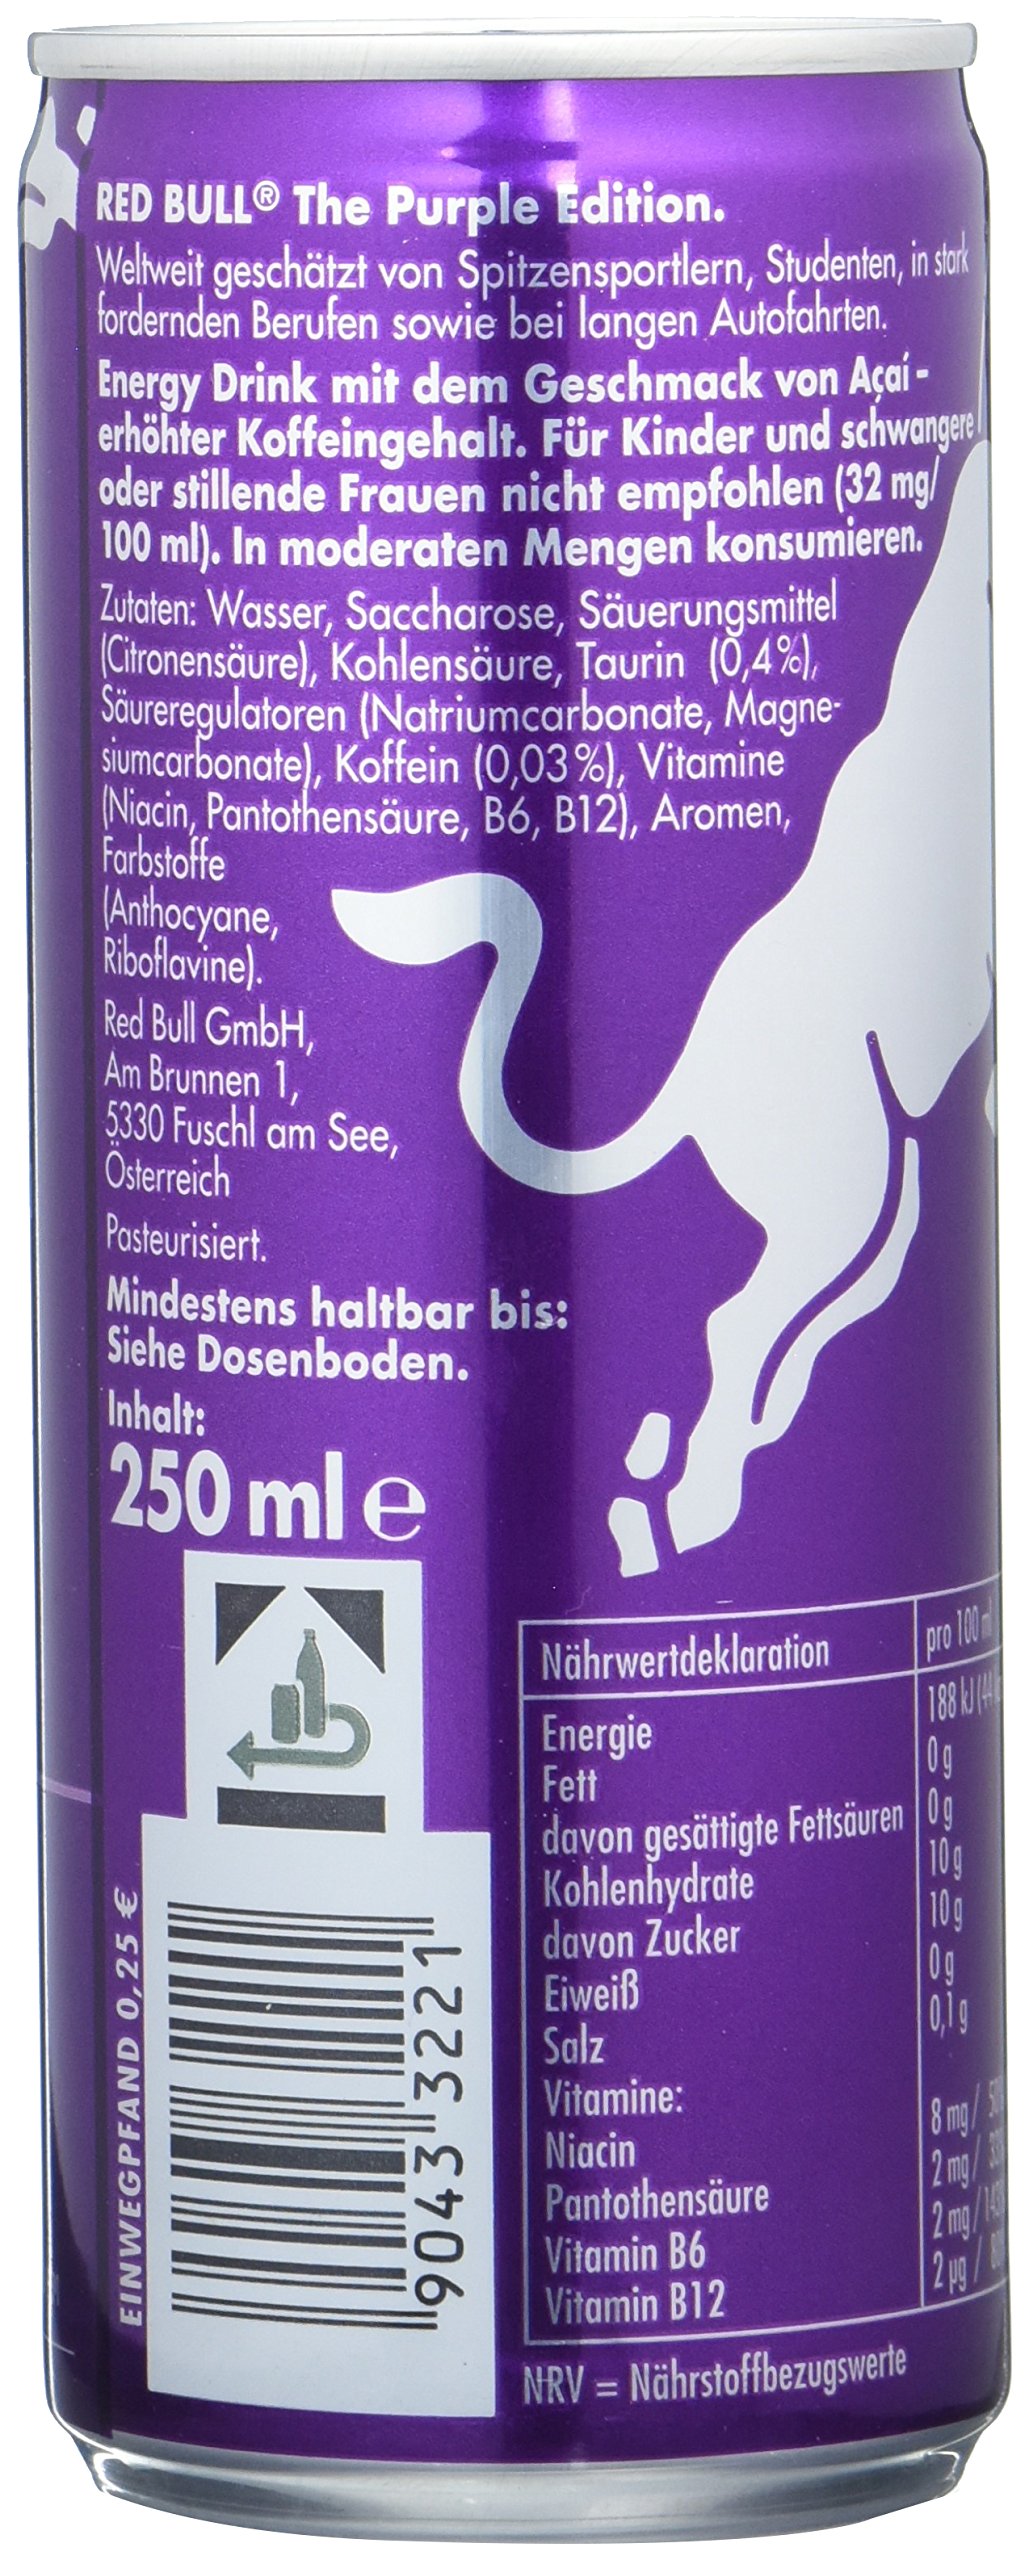 RED BULL® The Purple Edition.
Weltweit geschätzt von Spitzensportlern, Studenten, in stark
fordernden Berufen sowie bei langen Autofahrten.
Energy Drink mit dem Geschmack von Açaí -
erhöhter Koffeingehalt. Für Kinder und schwangere
oder stillende Frauen nicht empfohlen (32 mg/
100 ml). In moderaten Mengen konsumieren.
Zutaten: Wasser, Saccharose, Säuerungsmittel
(Citronensäure), Kohlensäure, Taurin (0,4%),
Säureregulatoren (Natriumcarbonate, Magne-
siumcarbonate), Koffein (0,03%), Vitamine
(Niacin, Pantothensäure, B6, B12), Aromen,
Farbstoffe
(Anthocyane,
Riboflavine).
Red Bull GmbH,
Am Brunnen 1,
5330 Fuschl am See,
Österreich
Pasteurisiert.
Mindestens haltbar bis:
Siehe Dosenboden.
Inhalt:
250 ml e
EINWEGPFAND 0,25 €
9043 3221
Nährwertdeklaration pro 100 ml
Energie 188 kJ (44
Fett 0 g
davon gesättigte Fettsäuren 0 g
Kohlenhydrate 10 g
davon Zucker 10 g
Eiweiß 0 g
Salz 0,1 g
Vitamine:
Niacin 8 mg /
Pantothensäure 2 mg /
Vitamin B6 2 mg /
Vitamin B12 2 µg /
NRV = Nährstoffbezugswerte